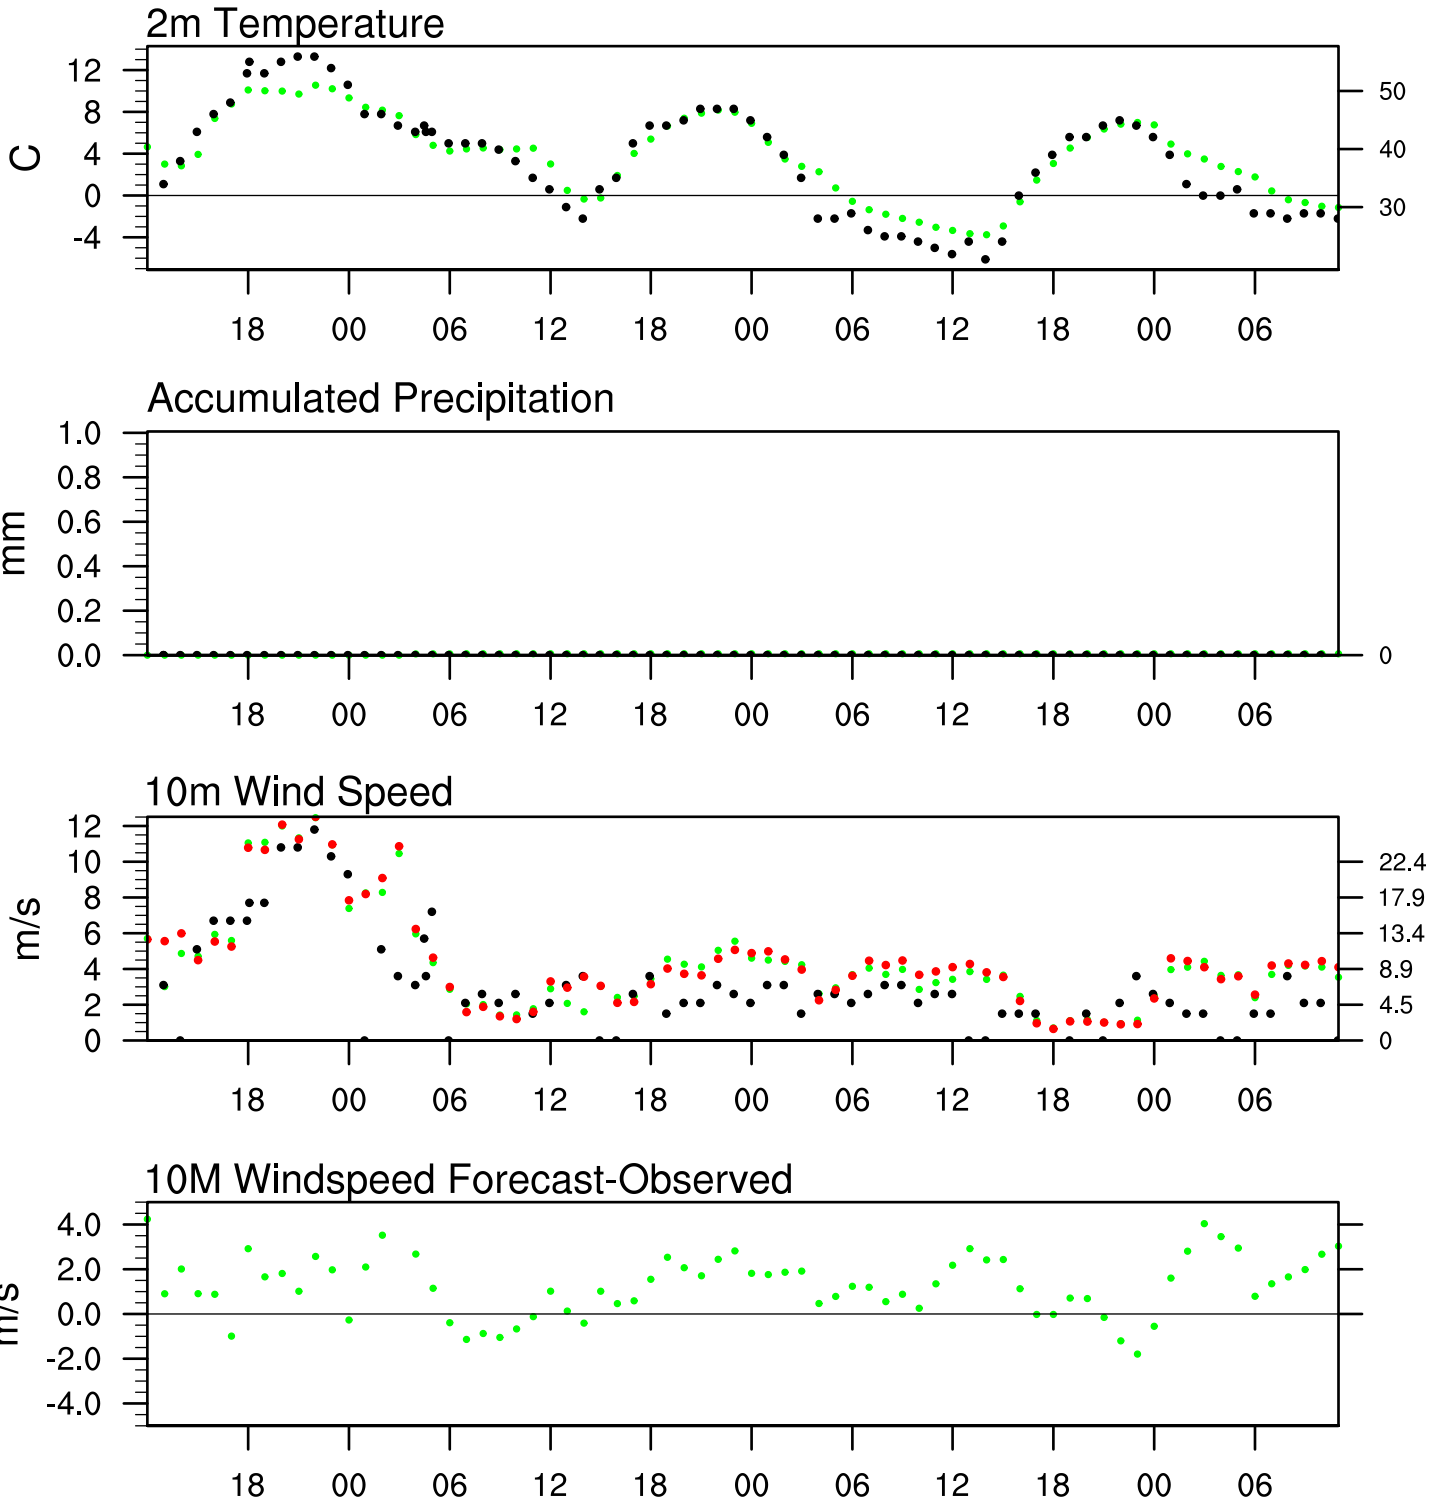 2m Temperature
12
8
4
0
-4
C
50
40
30
18 00 06 12 18 00 06 12 18 00 06
Accumulated Precipitation
1.0
0.8
0.6
0.4
0.2
0.0
mm
0
18 00 06 12 18 00 06 12 18 00 06
10m Wind Speed
12
10
8
6
4
2
0
m/s
22.4
17.9
13.4
8.9
4.5
0
18 00 06 12 18 00 06 12 18 00 06
10M Windspeed Forecast-Observed
4.0
2.0
0.0
-2.0
-4.0
m/s
18 00 06 12 18 00 06 12 18 00 06